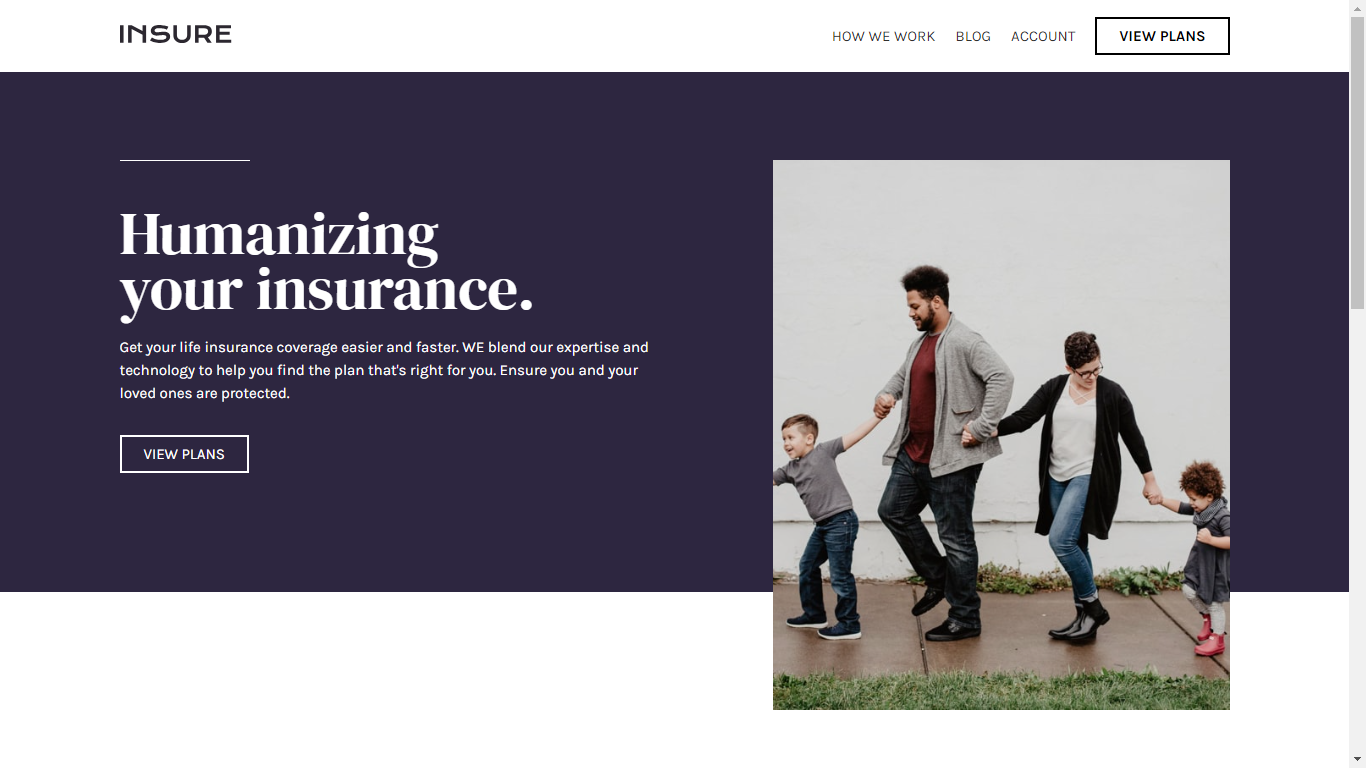 INSURE
HOW WE WORK
BLOG
ACCOUNT
VIEW PLANS
Humanizing
your insurance.
Get your life insurance coverage easier and faster. WE blend our expertise and
technology to help you find the plan that's right for you. Ensure you and your
loved ones are protected.
VIEW PLANS